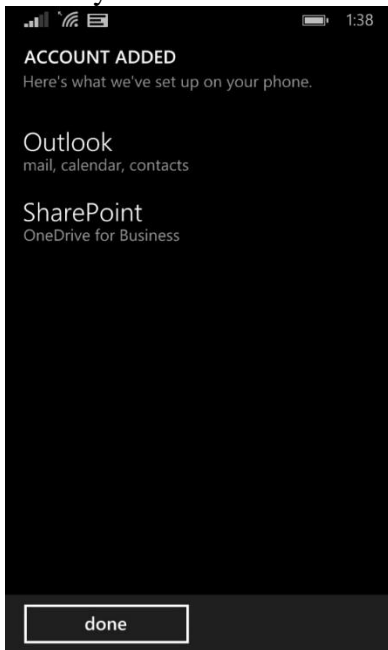 1:38
ACCOUNT ADDED
Here's what we've set up on your phone.
Outlook
mail, calendar, contacts
SharePoint
OneDrive for Business
done